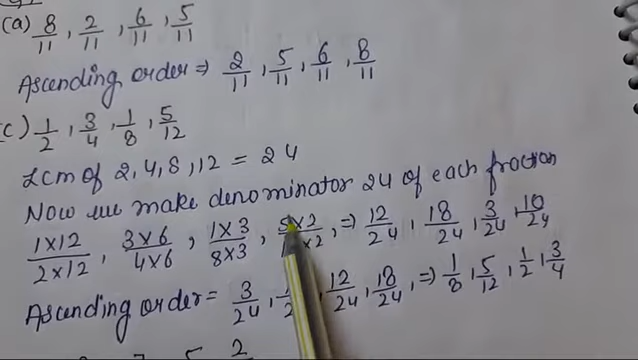 (a) 8/11, 2/11, 6/11, 5/11
Ascending order ⇒ 2/11, 5/11, 6/11, 8/11
c) 1/2, 3/4, 1/8, 5/12
LCM of 2, 4, 8, 12 = 24
Now we make denominator 24 of each fraction
1×12/2×12, 3×6/4×6, 1×3/8×3, 5×2/ ×2, ⇒ 12/24, 18/24, 3/24, 10/24
Ascending order = 3/24, 12/24, 18/24, ⇒ 1/8, 5/12, 1/2, 3/4